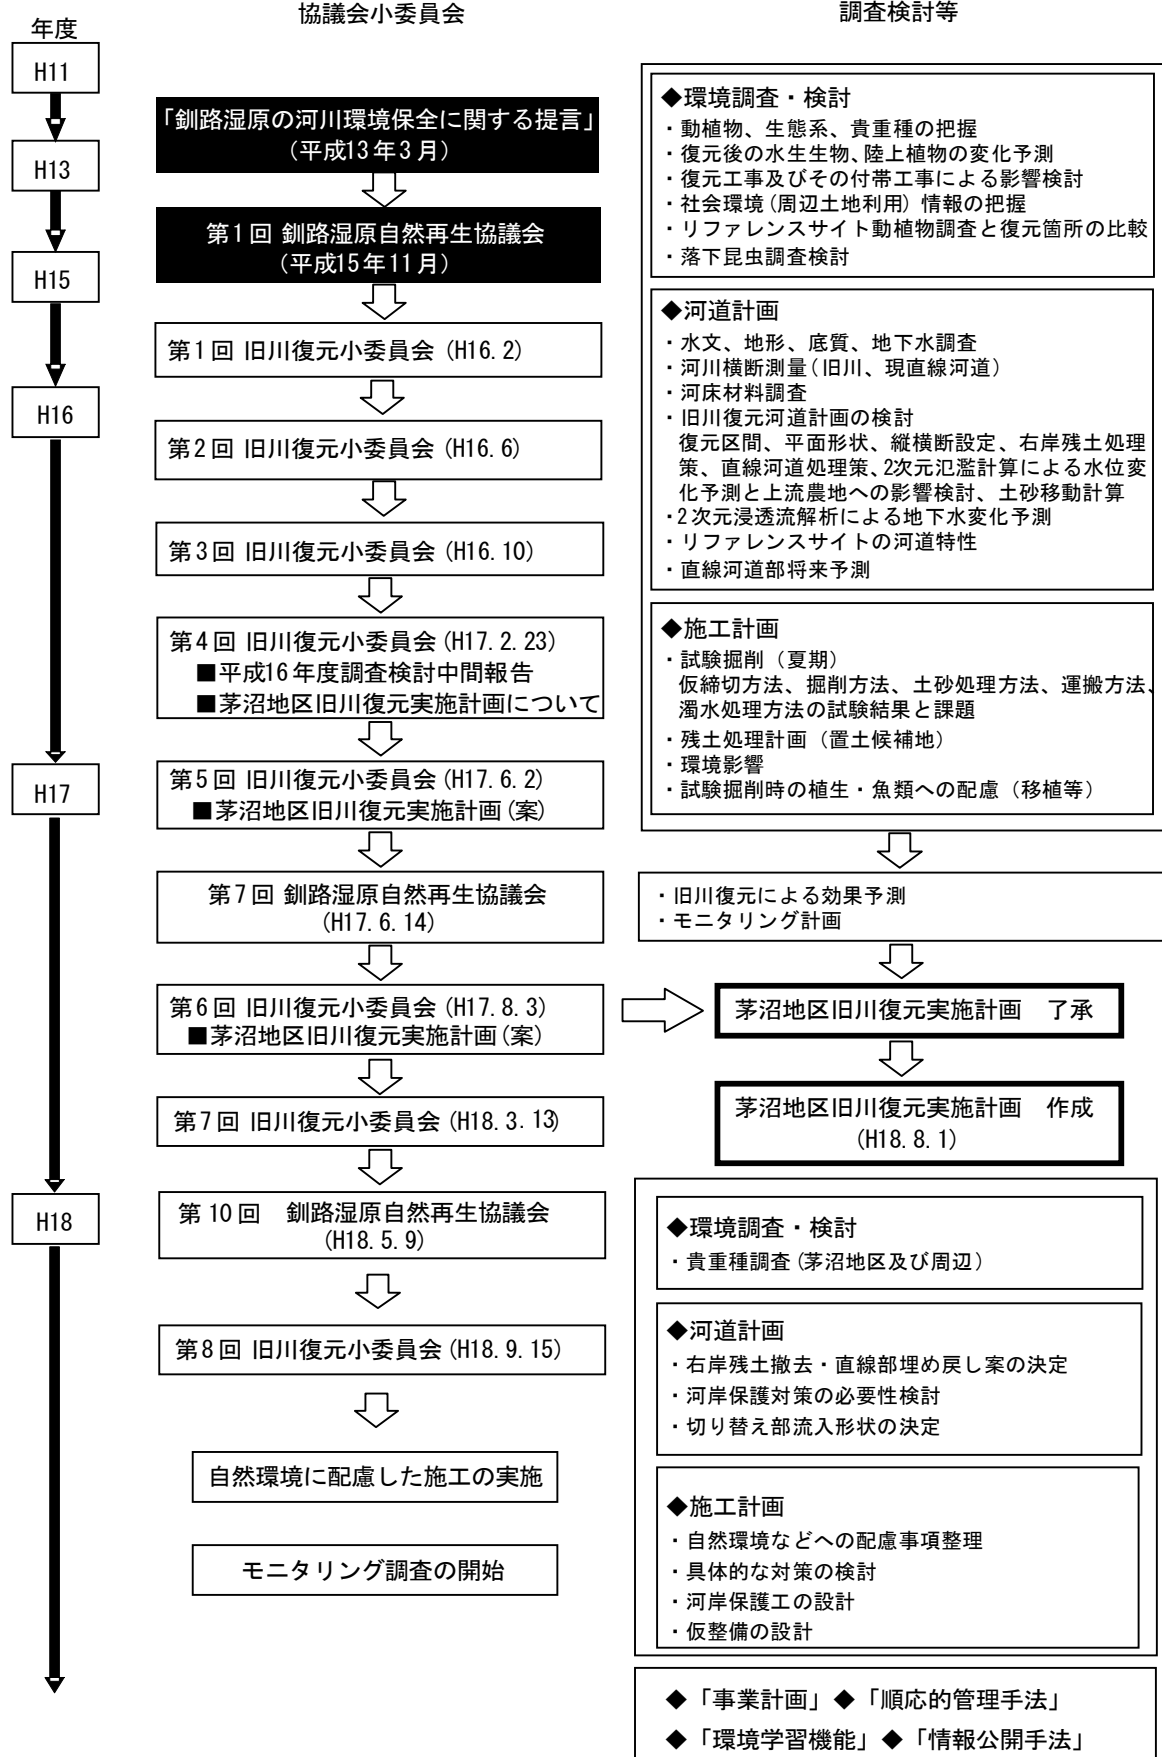 年度
H11
H13
H15
H16
H17
H18
協議会小委員会
「釧路湿原の河川環境保全に関する提言」
(平成13年3月)
第1回 釧路湿原自然再生協議会
(平成15年11月)
第1回 旧川復元小委員会(H16.2)
第2回 旧川復元小委員会(H16.6)
第3回 旧川復元小委員会(H16.10)
第4回 旧川復元小委員会(H17.2.23)
■平成16年度調査検討中間報告
■茅沼地区旧川復元実施計画について
第5回 旧川復元小委員会(H17.6.2)
■茅沼地区旧川復元実施計画(案)
第7回 釧路湿原自然再生協議会
(H17.6.14)
第6回 旧川復元小委員会(H17.8.3)
■茅沼地区旧川復元実施計画(案)
第7回 旧川復元小委員会(H18.3.13)
第10回 釧路湿原自然再生協議会
(H18.5.9)
第8回 旧川復元小委員会(H18.9.15)
自然環境に配慮した施工の実施
モニタリング調査の開始
調査検討等
◆環境調査・検討
・動植物、生態系、貴重種の把握
・復元後の水生生物、陸上植物の変化予測
・復元工事及びその付帯工事による影響検討
・社会環境(周辺土地利用)情報の把握
・リファレンスサイト動植物調査と復元箇所の比較
・落下昆虫調査検討
◆河道計画
・水文、地形、底質、地下水調査
・河川横断測量(旧川、現直線河道)
・河床材料調査
・旧川復元河道計画の検討
復元区間、平面形状、縦横断設定、右岸残土処理
策、直線河道処理策、2次元氾濫計算による水位変
化予測と上流農地への影響検討、土砂移動計算
・2次元浸透流解析による地下水変化予測
・リファレンスサイトの河道特性
・直線河道部将来予測
◆施工計画
・試験掘削(夏期)
仮締切方法、掘削方法、土砂処理方法、運搬方法、
濁水処理方法の試験結果と課題
・残土処理計画(置土候補地)
・環境影響
・試験掘削時の植生・魚類への配慮(移植等)
・旧川復元による効果予測
・モニタリング計画
茅沼地区旧川復元実施計画 了承
茅沼地区旧川復元実施計画 作成
(H18.8.1)
◆環境調査・検討
・貴重種調査(茅沼地区及び周辺)
◆河道計画
・右岸残土撤去・直線部埋め戻し案の決定
・河岸保護対策の必要性検討
・切り替え部流入形状の決定
◆施工計画
・自然環境などへの配慮事項整理
・具体的な対策の検討
・河岸保護工の設計
・仮整備の設計
◆「事業計画」◆「順応的管理手法」
◆「環境学習機能」◆「情報公開手法」